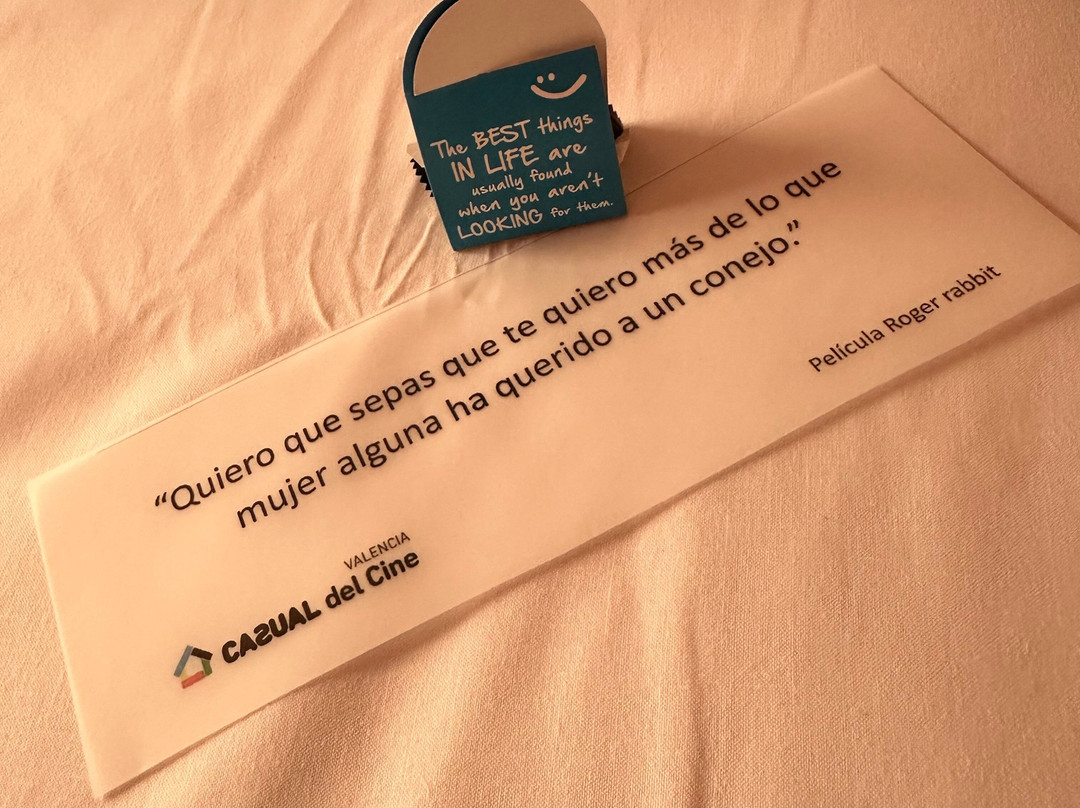 The BEST things
IN LIFE are
usually found
when you aren't
LOOKING for them.
“Quiero que sepas que te quiero más de lo que
mujer alguna ha querido a un conejo.”
Película Roger rabbit
VALENCIA
CASUAL del Cine